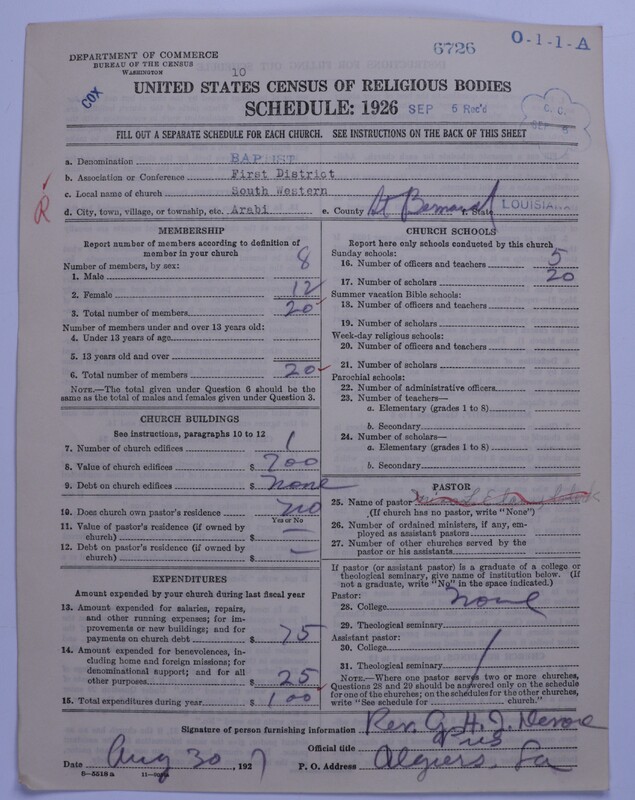 6726
O-1-1-A
DEPARTMENT OF COMMERCE
BUREAU OF THE CENSUS
WASHINGTON
10
COX
UNITED STATES CENSUS OF RELIGIOUS BODIES
SCHEDULE: 1926 SEP 6 Rec'd
C. C.
SEP 6
FILL OUT A SEPARATE SCHEDULE FOR EACH CHURCH. SEE INSTRUCTIONS ON THE BACK OF THIS SHEET
a. Denomination BAPTIST
b. Association or Conference First District
c. Local name of church South Western
R
d. City, town, village, or township, etc. Arabi e. County St Bernard f. State LOUISIANA
MEMBERSHIP
Report number of members according to definition of
member in your church
Number of members, by sex:
1. Male 8
2. Female 12
3. Total number of members 20
Number of members under and over 13 years old:
4. Under 13 years of age
5. 13 years old and over
6. Total number of members 20
NOTE.—The total given under Question 6 should be the
same as the total of males and females given under Question 3.
CHURCH BUILDINGS
See instructions, paragraphs 10 to 12
7. Number of church edifices 1
8. Value of church edifices $ 700
9. Debt on church edifices $ none
10. Does church own pastor's residence no
Yes or No
11. Value of pastor's residence (if owned by
church) $ —
12. Debt on pastor's residence (if owned by
church) $ —
EXPENDITURES
Amount expended by your church during last fiscal year
13. Amount expended for salaries, repairs,
and other running expenses; for im-
provements or new buildings; and for
payments on church debt $ 75
14. Amount expended for benevolences, in-
cluding home and foreign missions; for
denominational support; and for all
other purposes $ 25
15. Total expenditures during year $ 100
CHURCH SCHOOLS
Report here only schools conducted by this church
Sunday schools:
16. Number of officers and teachers 5
17. Number of scholars 20
Summer vacation Bible schools:
18. Number of officers and teachers
19. Number of scholars
Week-day religious schools:
20. Number of officers and teachers
21. Number of scholars
Parochial schools:
22. Number of administrative officers
23. Number of teachers—
a. Elementary (grades 1 to 8)
b. Secondary
24. Number of scholars—
a. Elementary (grades 1 to 8)
b. Secondary
PASTOR
25. Name of pastor
(If church has no pastor, write "None")
26. Number of ordained ministers, if any, em-
ployed as assistant pastors
27. Number of other churches served by the
pastor or his assistants
If pastor (or assistant pastor) is a graduate of a college or
theological seminary, give name of institution below. (If
not a graduate, write "No" in the space indicated.)
Pastor:
28. College none
29. Theological seminary
Assistant pastor:
30. College
31. Theological seminary
NOTE.—Where one pastor serves two or more churches,
Questions 28 and 29 should be answered only on the schedule
for one of the churches; on the schedules for the other churches,
write "See schedule for church."
Signature of person furnishing information Rev. G. H. J. Devore
Official title
Date Aug 30, 1927 P. O. Address Algiers, La